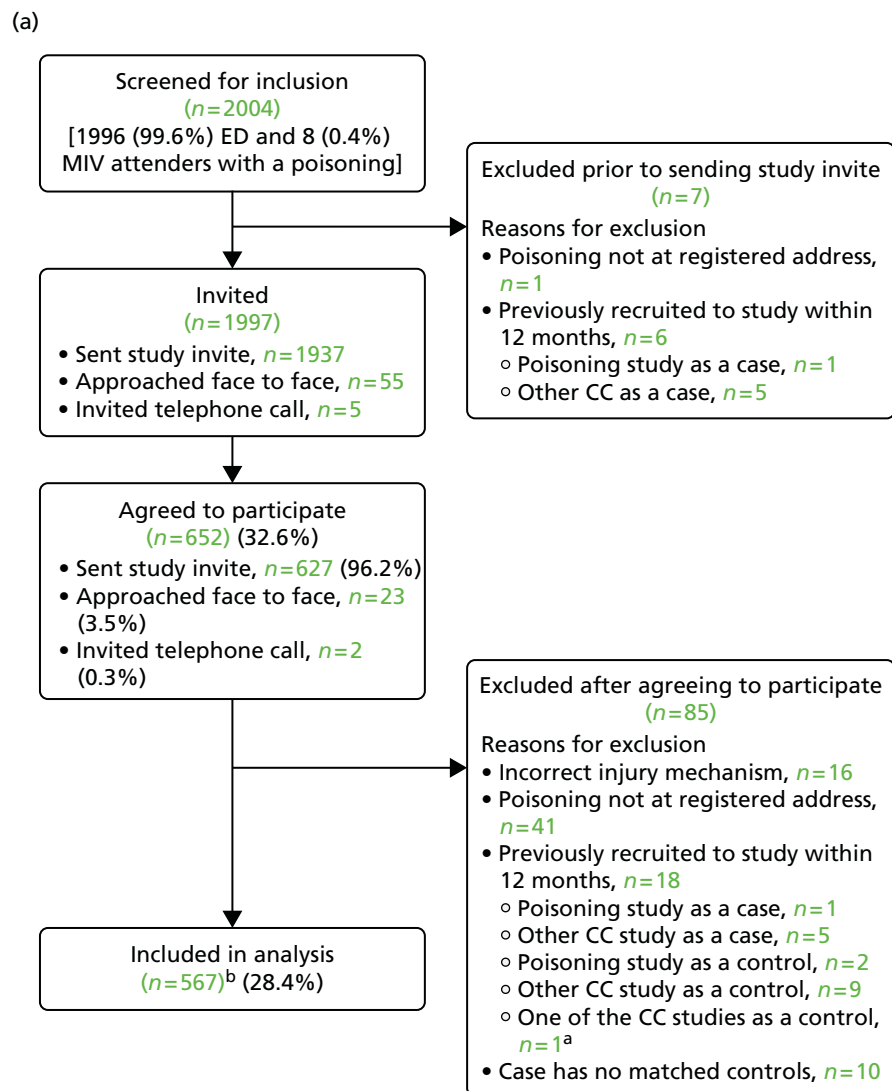 (a)
Screened for inclusion
(n=2004)
[1996 (99.6%) ED and 8 (0.4%)
MIV attenders with a poisoning]
Excluded prior to sending study invite
(n=7)
Reasons for exclusion
• Poisoning not at registered address,
n=1
• Previously recruited to study within
12 months, n=6
○ Poisoning study as a case, n=1
○ Other CC as a case, n=5
Invited
(n=1997)
• Sent study invite, n=1937
• Approached face to face, n=55
• Invited telephone call, n=5
Agreed to participate
(n=652) (32.6%)
• Sent study invite, n=627 (96.2%)
• Approached face to face, n=23
(3.5%)
• Invited telephone call, n=2
(0.3%)
Excluded after agreeing to participate
(n=85)
Reasons for exclusion
• Incorrect injury mechanism, n=16
• Poisoning not at registered address,
n=41
• Previously recruited to study within
12 months, n=18
○ Poisoning study as a case, n=1
○ Other CC study as a case, n=5
○ Poisoning study as a control, n=2
○ Other CC study as a control, n=9
○ One of the CC studies as a control,
n=1ᵃ
• Case has no matched controls, n=10
Included in analysis
(n=567)ᵇ (28.4%)